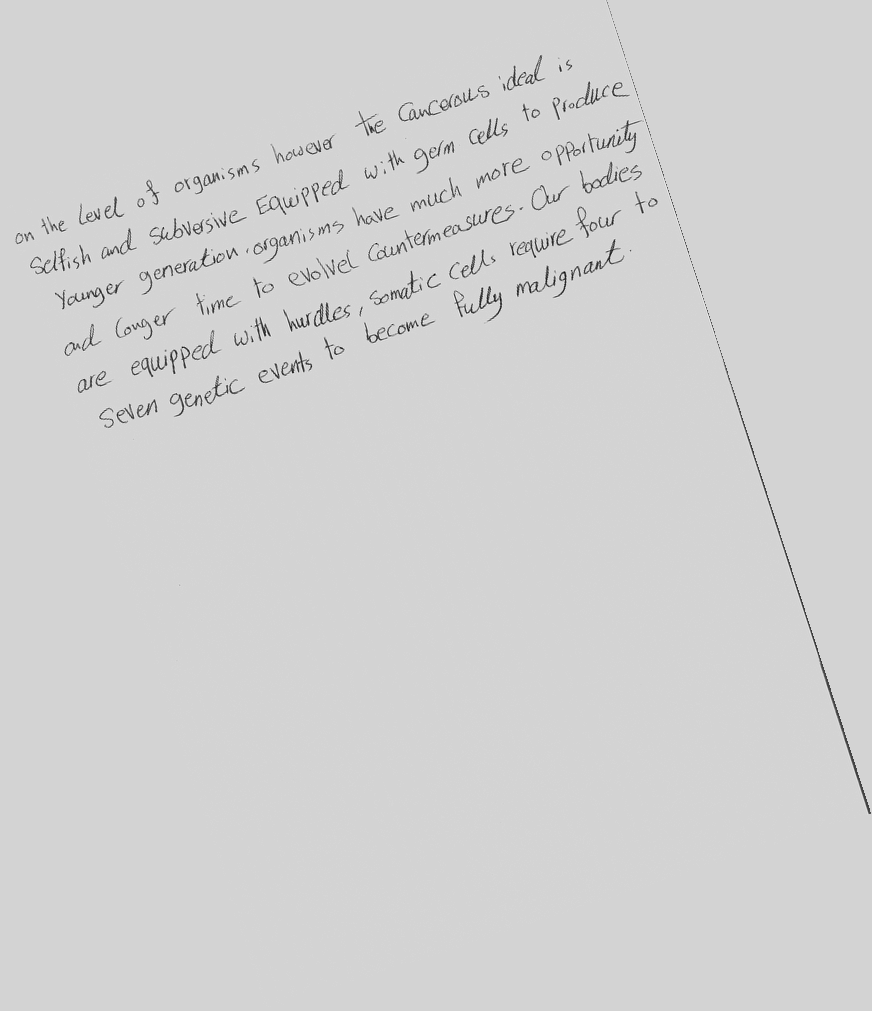 on the level of organisms however the Cancerous ideal is
Selfish and Subversive Equipped with germ cells to produce
Younger generation. organisms have much more opportunity
and longer time to evolvel Countermeasures. Our bodies
are equipped with hurdles, Somatic Cells require four to
Seven genetic events to become fully malignant.